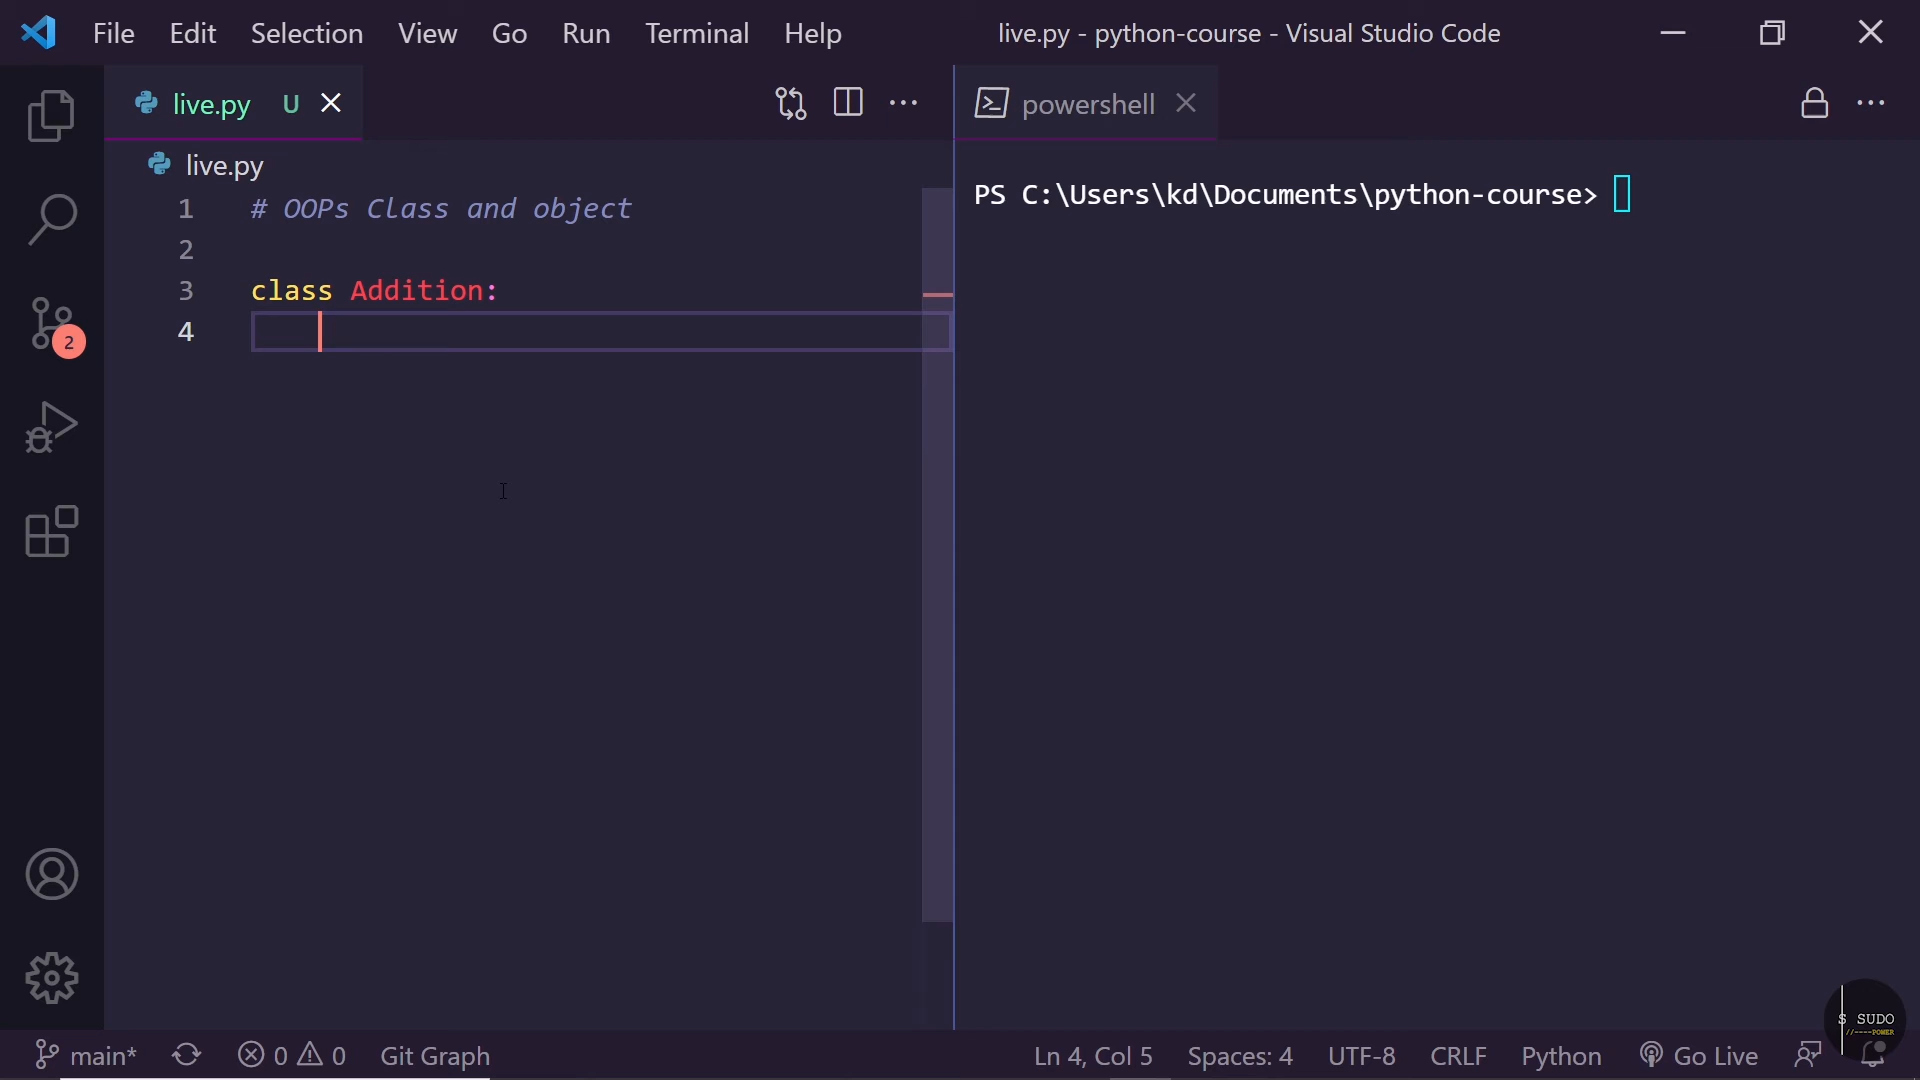 File Edit Selection View Go Run Terminal Help live.py - python-course - Visual Studio Code
live.py U
powershell
live.py
1 # OOPs Class and object
2
3 class Addition:
4
PS C:\Users\kd\Documents\python-course>
2
$ SUDO
//----POWER
main* 0 0 Git Graph Ln 4, Col 5 Spaces: 4 UTF-8 CRLF Python Go Live